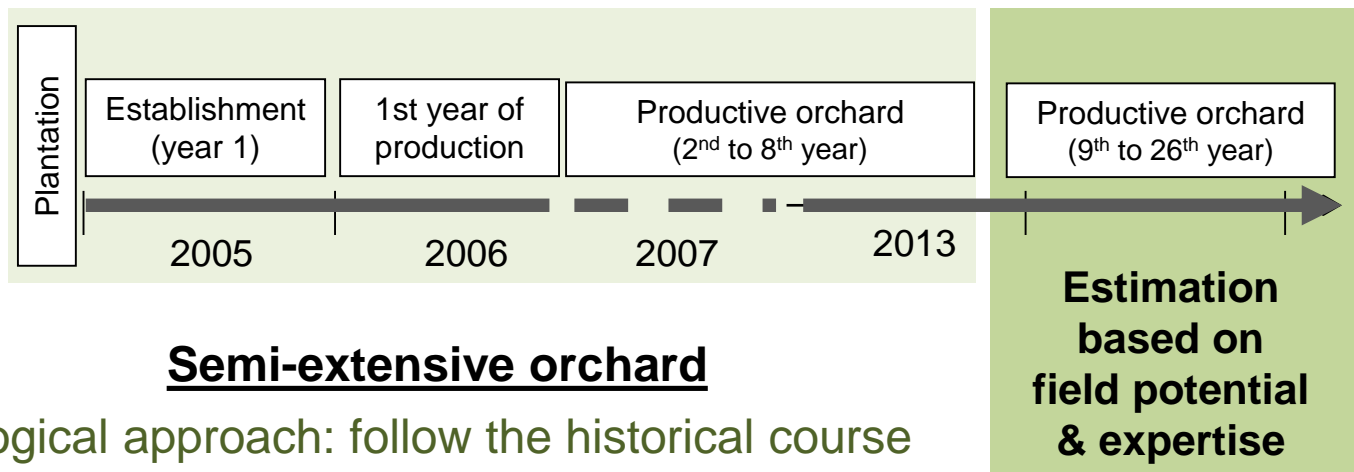 Plantation
Establishment
(year 1)
1st year of
production
Productive orchard
(2nd to 8th year)
Productive orchard
(9th to 26th year)
2005
2006
2007
2013
Semi-extensive orchard
ogical approach: follow the historical course
Estimation
based on
field potential
& expertise